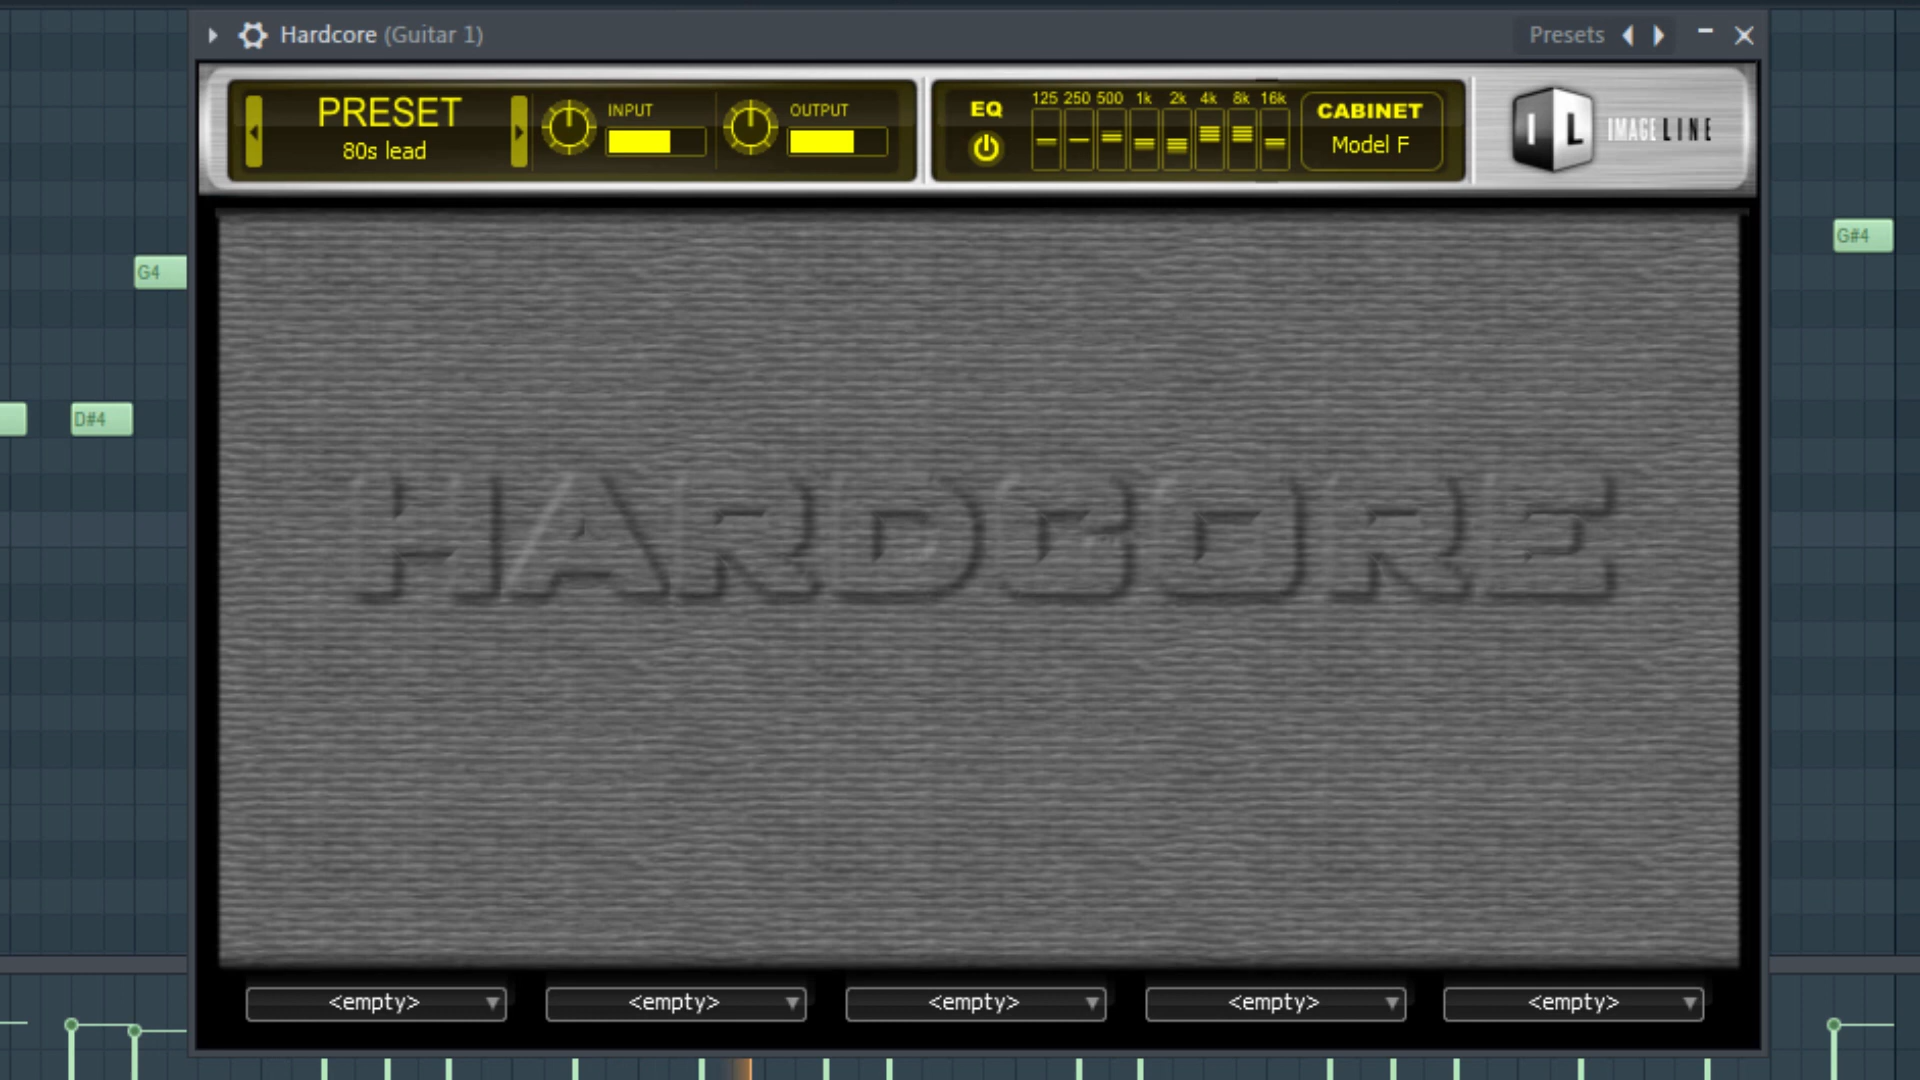 Hardcore (Guitar 1)
Presets
PRESET
80s lead
INPUT
OUTPUT
EQ
125 250 500 1k 2k 4k 8k 16k
CABINET
Model F
I L IMAGE LINE
G#4
G4
D#4
HARDCORE
<empty>
<empty>
<empty>
<empty>
<empty>